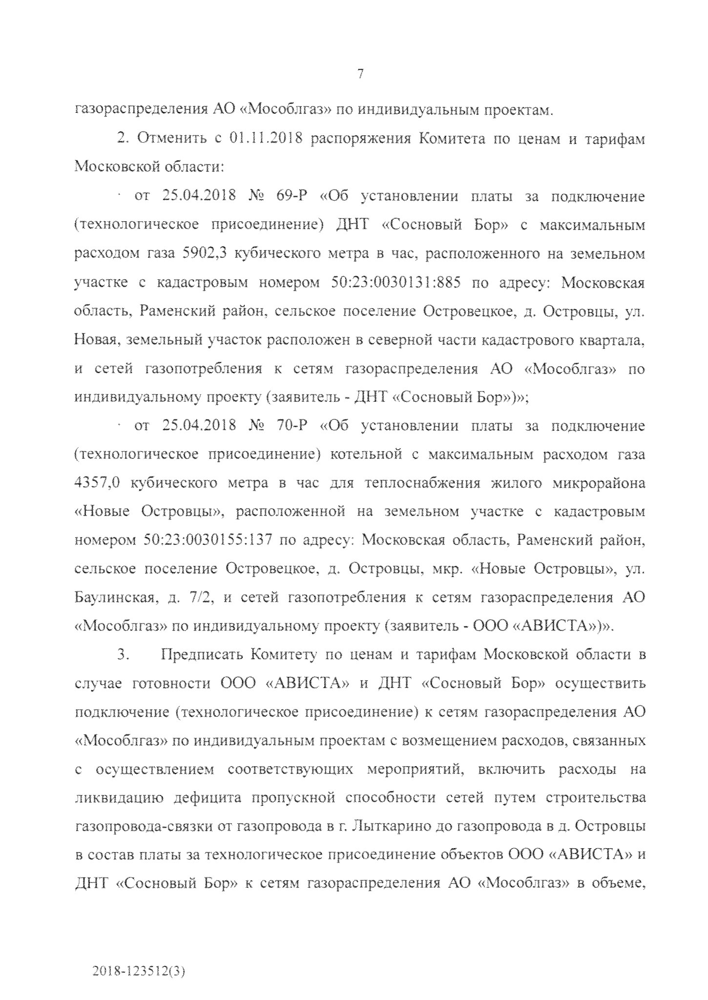 7
газораспределения АО «Мособлгаз» по индивидуальным проектам.
2. Отменить с 01.11.2018 распоряжения Комитета по ценам и тарифам
Московской области:
· от 25.04.2018 № 69-Р «Об установлении платы за подключение
(технологическое присоединение) ДНТ «Сосновый Бор» с максимальным
расходом газа 5902,3 кубического метра в час, расположенного на земельном
участке с кадастровым номером 50:23:0030131:885 по адресу: Московская
область, Раменский район, сельское поселение Островецкое, д. Островцы, ул.
Новая, земельный участок расположен в северной части кадастрового квартала,
и сетей газопотребления к сетям газораспределения АО «Мособлгаз» по
индивидуальному проекту (заявитель - ДНТ «Сосновый Бор»)»;
· от 25.04.2018 № 70-Р «Об установлении платы за подключение
(технологическое присоединение) котельной с максимальным расходом газа
4357,0 кубического метра в час для теплоснабжения жилого микрорайона
«Новые Островцы», расположенной на земельном участке с кадастровым
номером 50:23:0030155:137 по адресу: Московская область, Раменский район,
сельское поселение Островецкое, д. Островцы, мкр. «Новые Островцы», ул.
Баулинская, д. 7/2, и сетей газопотребления к сетям газораспределения АО
«Мособлгаз» по индивидуальному проекту (заявитель - ООО «АВИСТА»)».
3. Предписать Комитету по ценам и тарифам Московской области в
случае готовности ООО «АВИСТА» и ДНТ «Сосновый Бор» осуществить
подключение (технологическое присоединение) к сетям газораспределения АО
«Мособлгаз» по индивидуальным проектам с возмещением расходов, связанных
с осуществлением соответствующих мероприятий, включить расходы на
ликвидацию дефицита пропускной способности сетей путем строительства
газопровода-связки от газопровода в г. Лыткарино до газопровода в д. Островцы
в состав платы за технологическое присоединение объектов ООО «АВИСТА» и
ДНТ «Сосновый Бор» к сетям газораспределения АО «Мособлгаз» в объеме,
2018-123512(3)